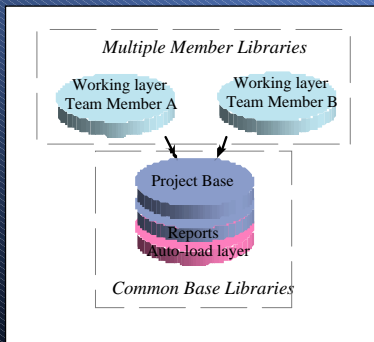 Multiple Member Libraries
Working layer
Team Member A
Working layer
Team Member B
Project Base
Reports
Auto-load layer
Common Base Libraries